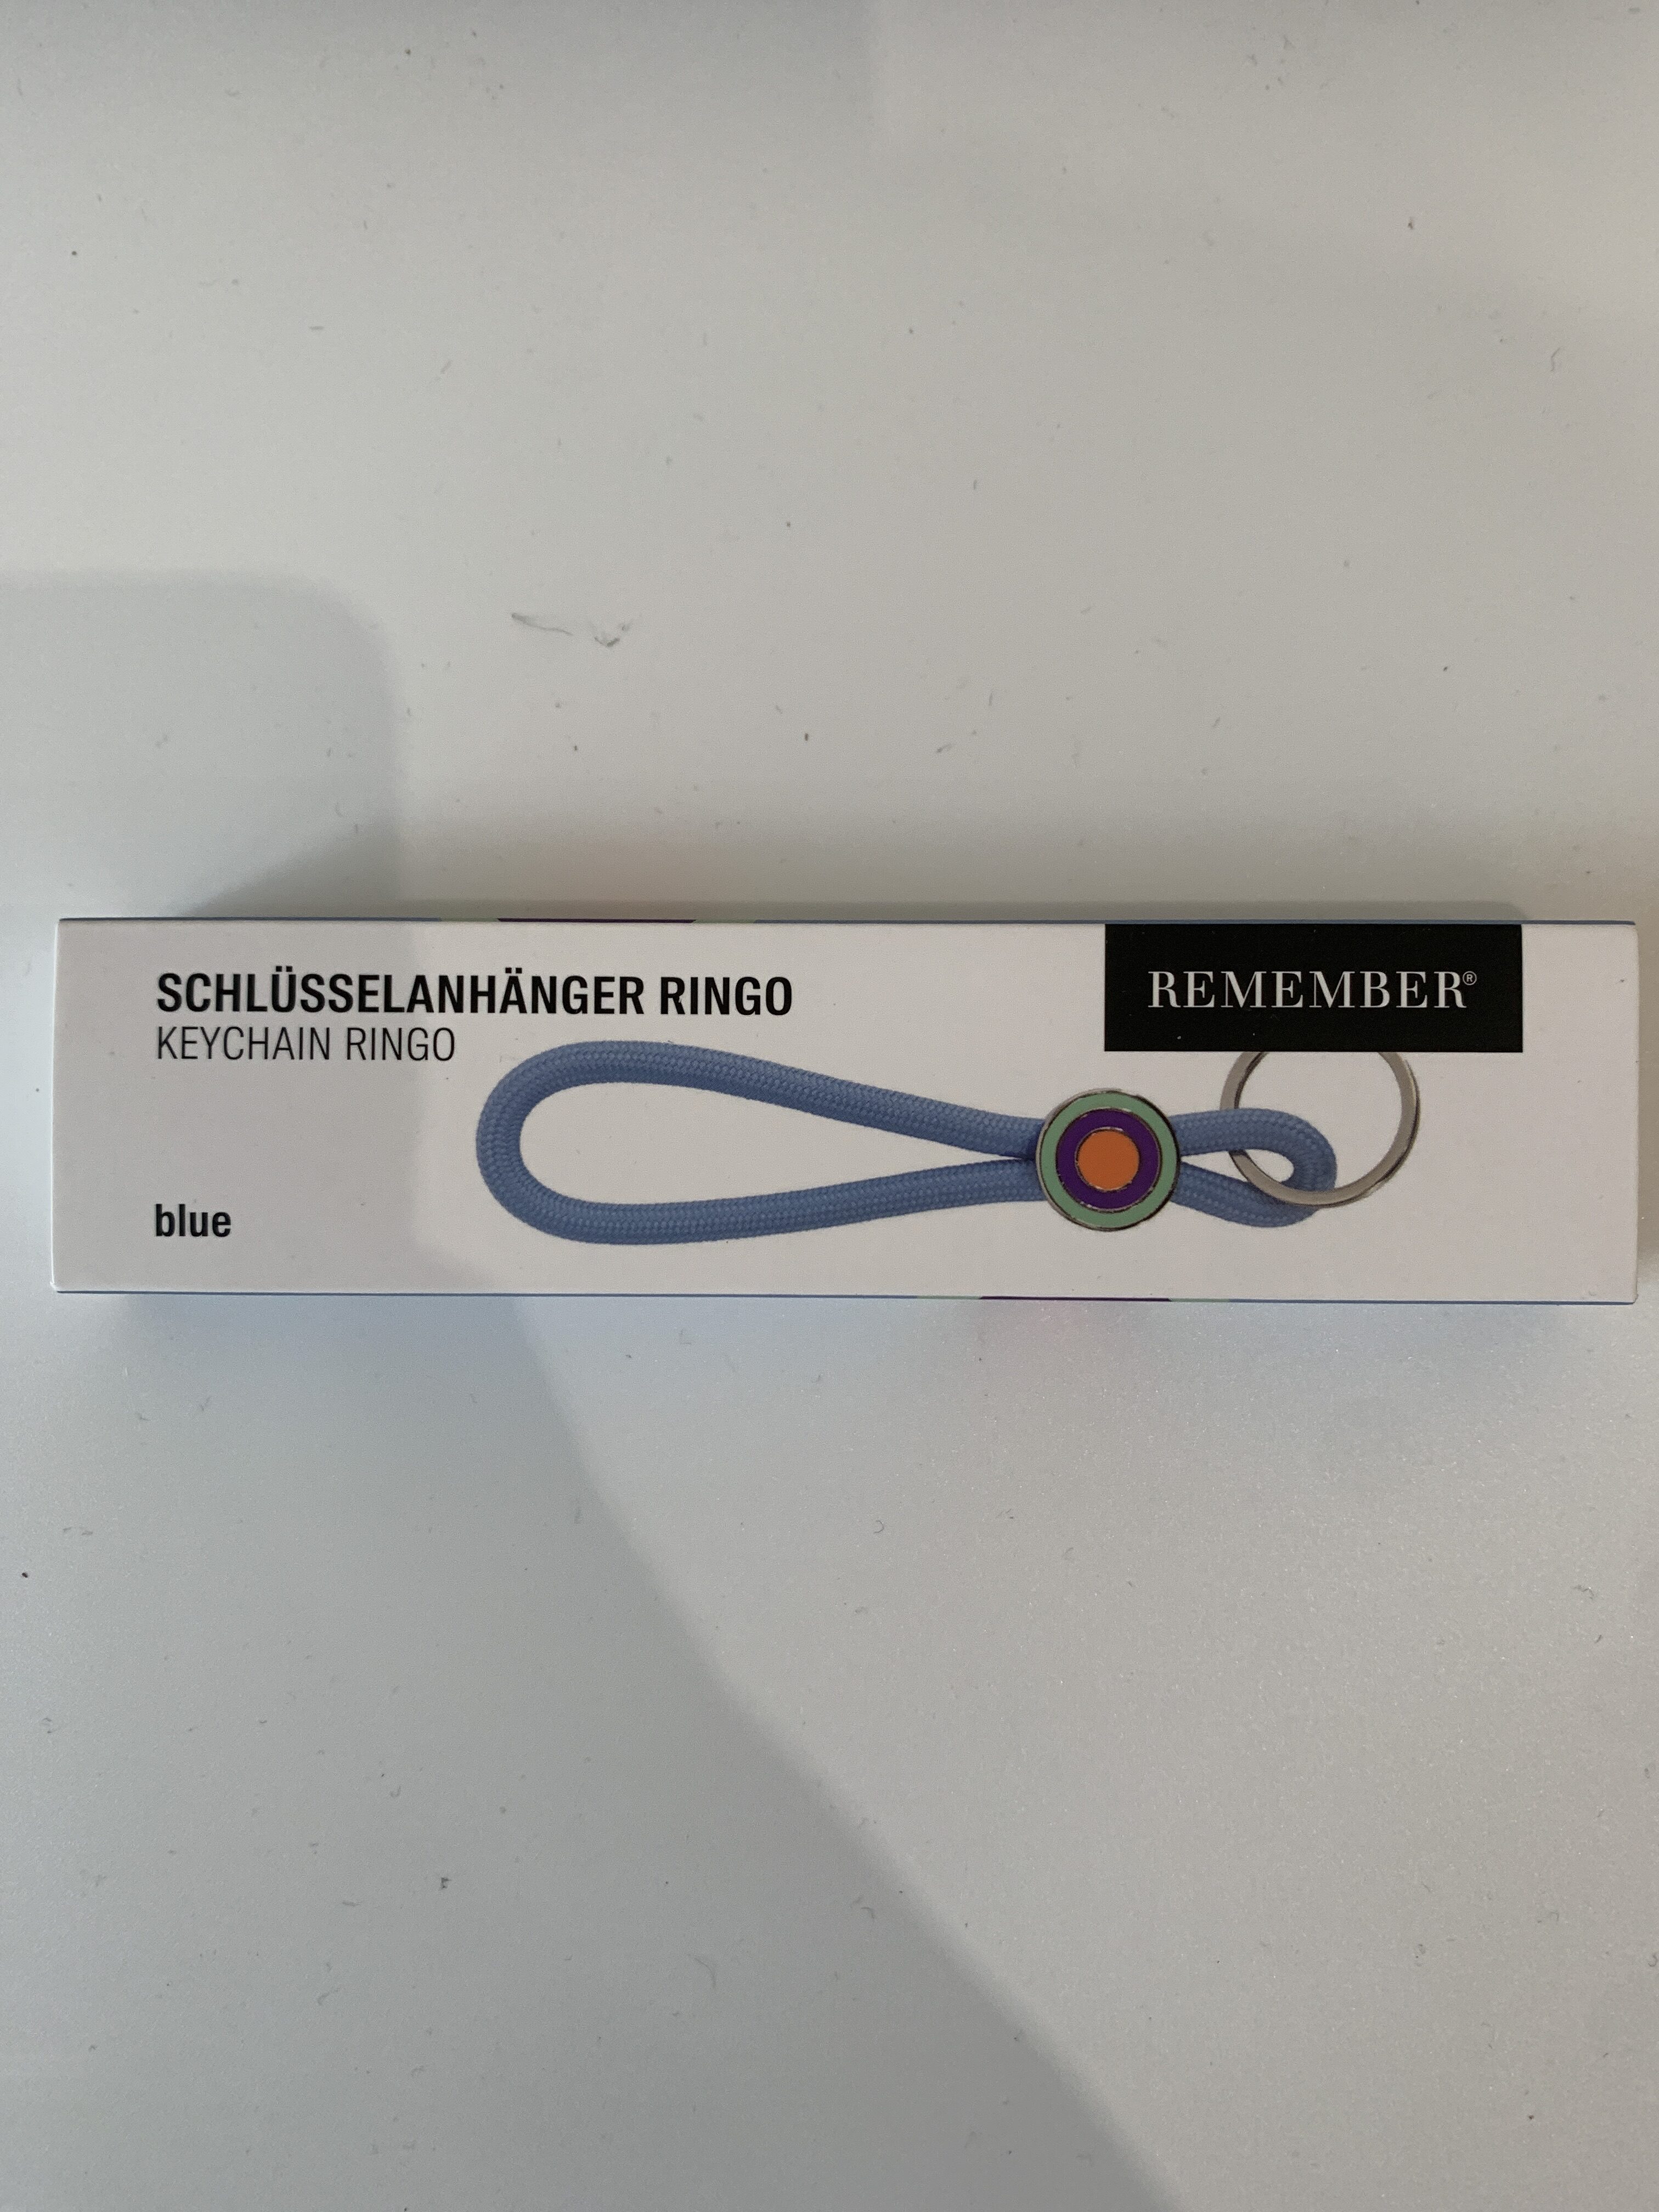 SCHLÜSSELANHÄNGER RINGO
KEYCHAIN RINGO
REMEMBER®
blue